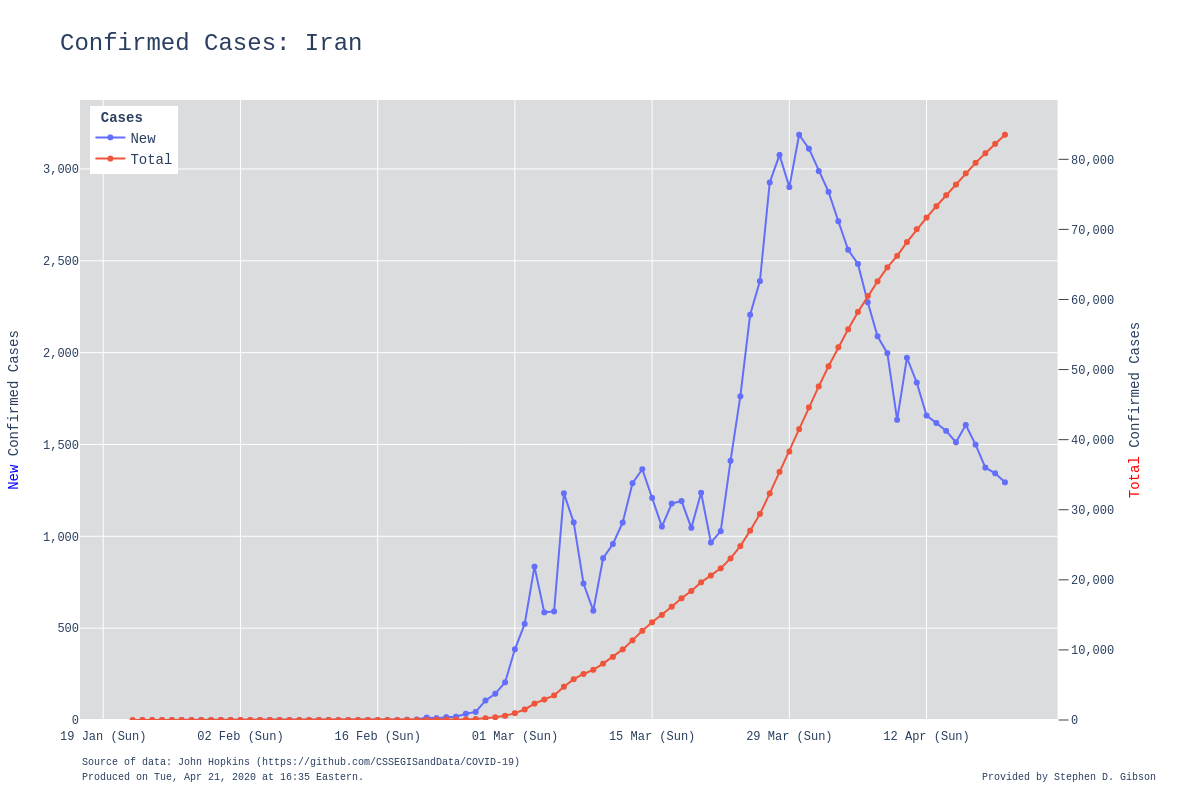 Confirmed Cases: Iran
Cases
New
Total
3,000
2,500
2,000
1,500
1,000
500
0
New Confirmed Cases
80,000
70,000
60,000
50,000
40,000
30,000
20,000
10,000
0
Total Confirmed Cases
19 Jan (Sun) 02 Feb (Sun) 16 Feb (Sun) 01 Mar (Sun) 15 Mar (Sun) 29 Mar (Sun) 12 Apr (Sun)
Source of data: John Hopkins (https://github.com/CSSEGISandData/COVID-19)
Produced on Tue, Apr 21, 2020 at 16:35 Eastern.
Provided by Stephen D. Gibson